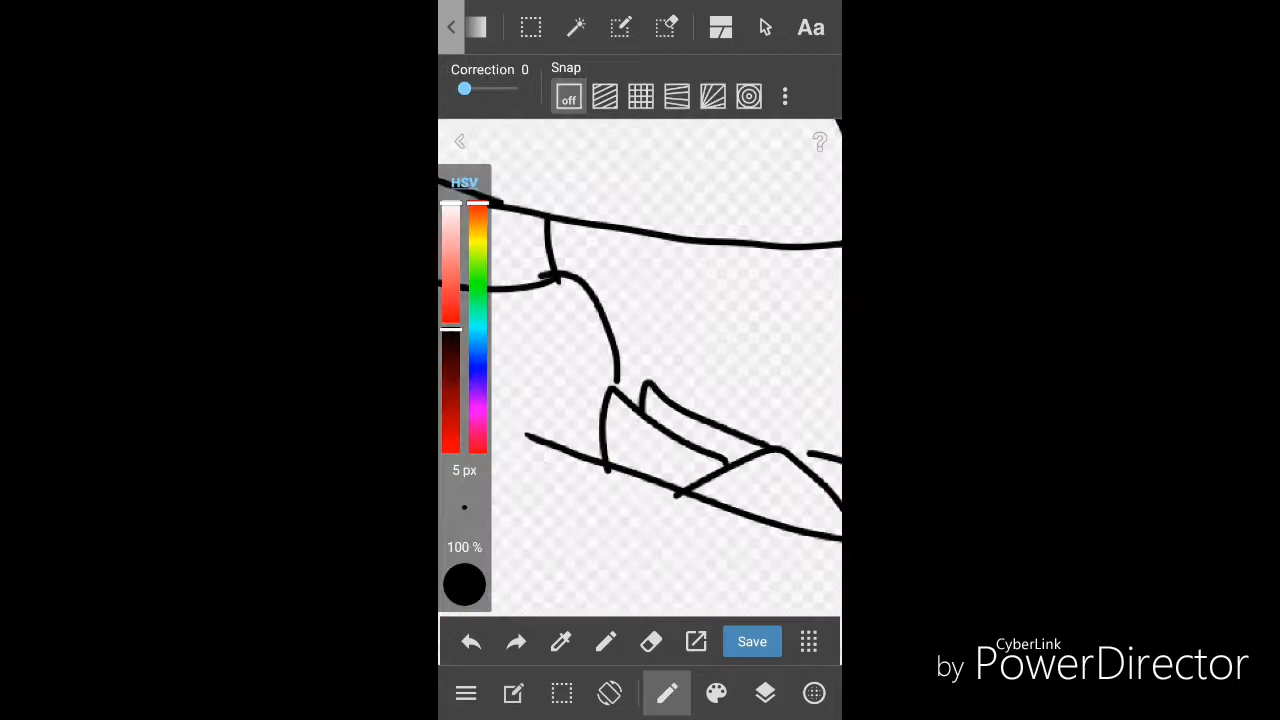 Aa
Correction 0
Snap
off
HSV
5 px
100 %
Save
CyberLink
by PowerDirector